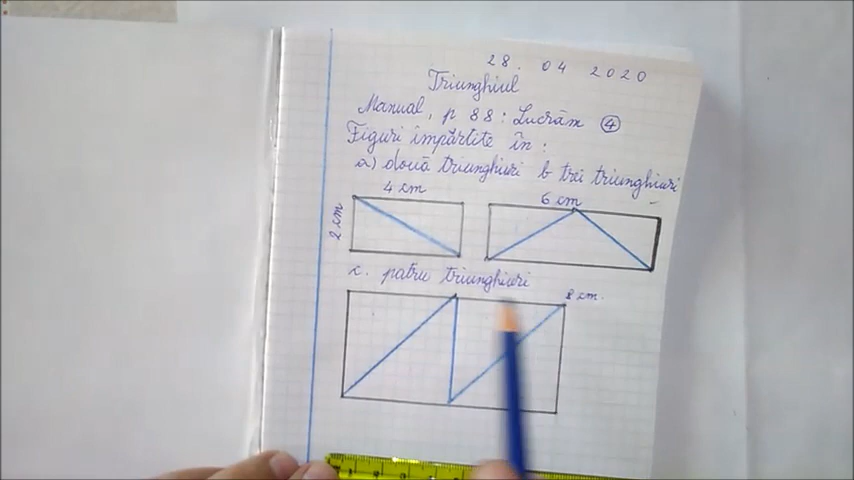 28. 04 2020
Triunghiul
Manual, p 88: Lucrăm 4
Figuri împărțite în:
a) două triunghiuri b trei triunghiuri
4 cm 6 cm
2 cm
c. patru triunghiuri
8 cm.